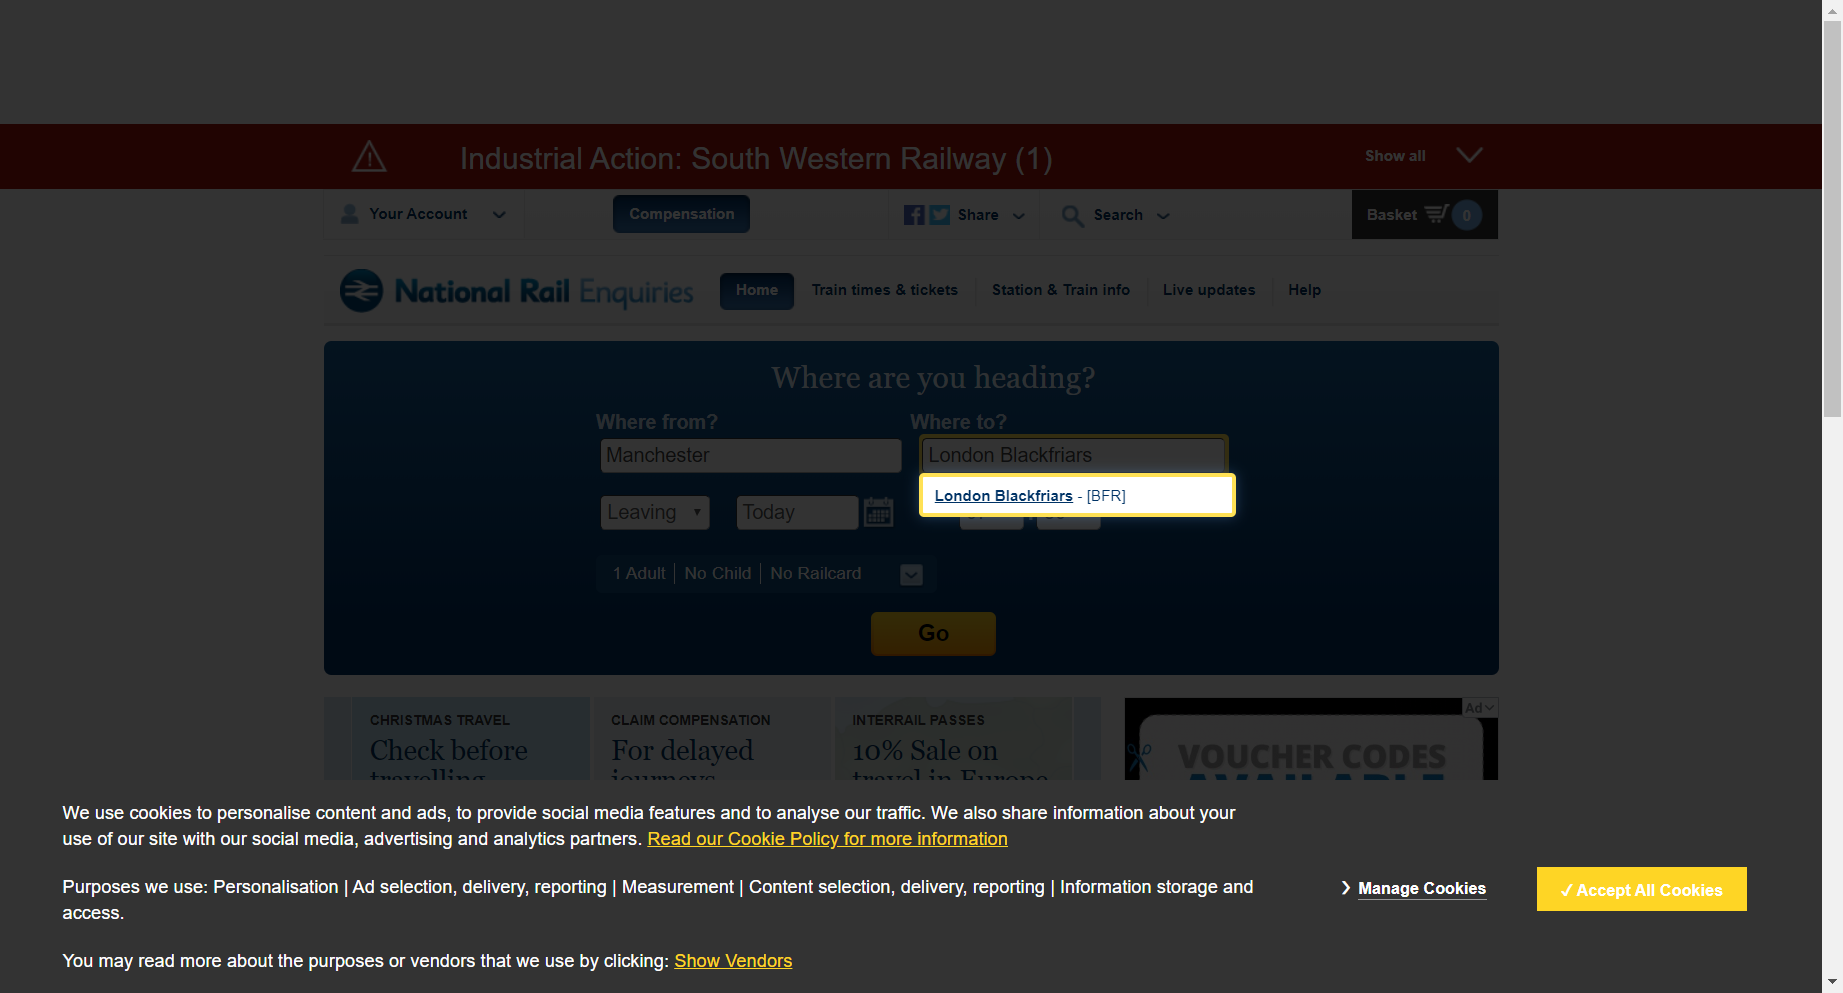 Industrial Action: South Western Railway (1)
Show all
Your Account
Compensation
Share
Search
Basket 0
National Rail Enquiries
Home
Train times & tickets
Station & Train info
Live updates
Help
Where are you heading?
Where from?
Where to?
Manchester
London Blackfriars
London Blackfriars - [BFR]
Leaving
Today
1 Adult | No Child | No Railcard
Go
CHRISTMAS TRAVEL
Check before
travelling
CLAIM COMPENSATION
For delayed
journeys
INTERRAIL PASSES
10% Sale on
travel in Europe
Ad
VOUCHER CODES
AVAILABLE
We use cookies to personalise content and ads, to provide social media features and to analyse our traffic. We also share information about your
use of our site with our social media, advertising and analytics partners. Read our Cookie Policy for more information
Purposes we use: Personalisation | Ad selection, delivery, reporting | Measurement | Content selection, delivery, reporting | Information storage and
access.
You may read more about the purposes or vendors that we use by clicking: Show Vendors
Manage Cookies
✓ Accept All Cookies